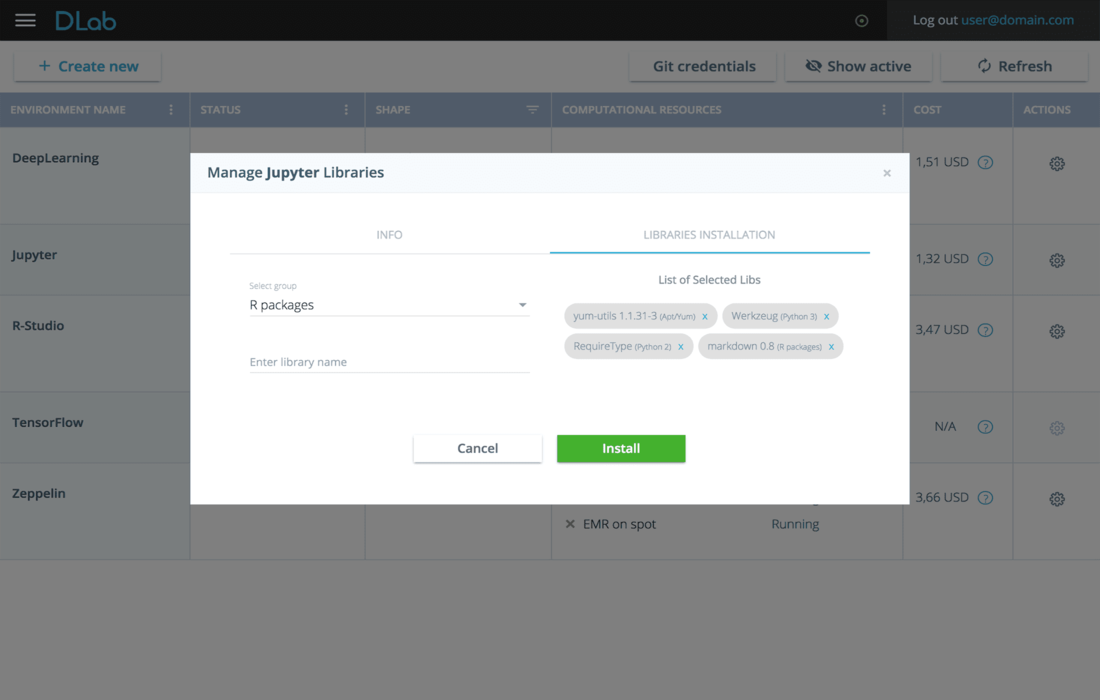 DLab
Log out user@domain.com
+ Create new
Git credentials
Show active
Refresh
ENVIRONMENT NAME
STATUS
SHAPE
COMPUTATIONAL RESOURCES
COST
ACTIONS
DeepLearning
1,51 USD ?
Manage Jupyter Libraries
×
INFO
LIBRARIES INSTALLATION
Jupyter
1,32 USD ?
List of Selected Libs
Select group
R packages
yum-utils 1.1.31-3 (Apt/Yum) x
Werkzeug (Python 3) x
R-Studio
3,47 USD ?
RequireType (Python 2) x
markdown 0.8 (R packages) x
Enter library name
TensorFlow
N/A ?
Cancel
Install
Zeppelin
3,66 USD ?
× EMR on spot
Running